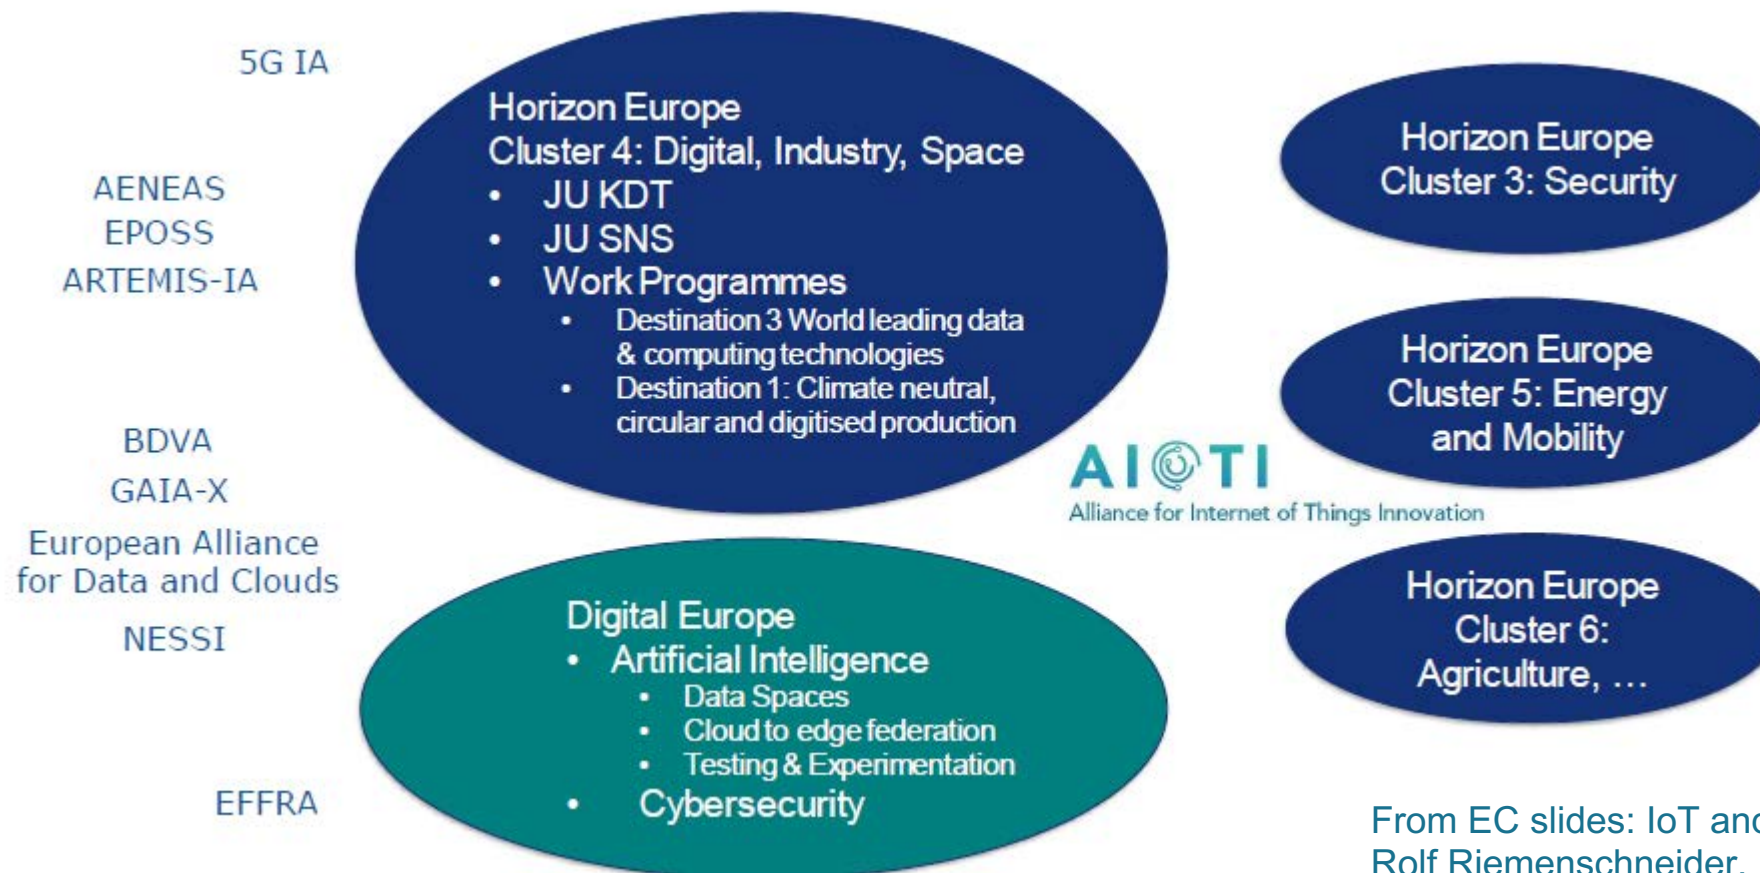 5G IA
AENEAS
EPOSS
ARTEMIS-IA
BDVA
GAIA-X
European Alliance
for Data and Clouds
NESSI
EFFRA
Horizon Europe
Cluster 4: Digital, Industry, Space
• JU KDT
• JU SNS
• Work Programmes
• Destination 3 World leading data
& computing technologies
• Destination 1: Climate neutral,
circular and digitised production
Digital Europe
• Artificial Intelligence
• Data Spaces
• Cloud to edge federation
• Testing & Experimentation
• Cybersecurity
AIOTI
Alliance for Internet of Things Innovation
Horizon Europe
Cluster 3: Security
Horizon Europe
Cluster 5: Energy
and Mobility
Horizon Europe
Cluster 6:
Agriculture, …
From EC slides: IoT and
Rolf Riemenschneider.